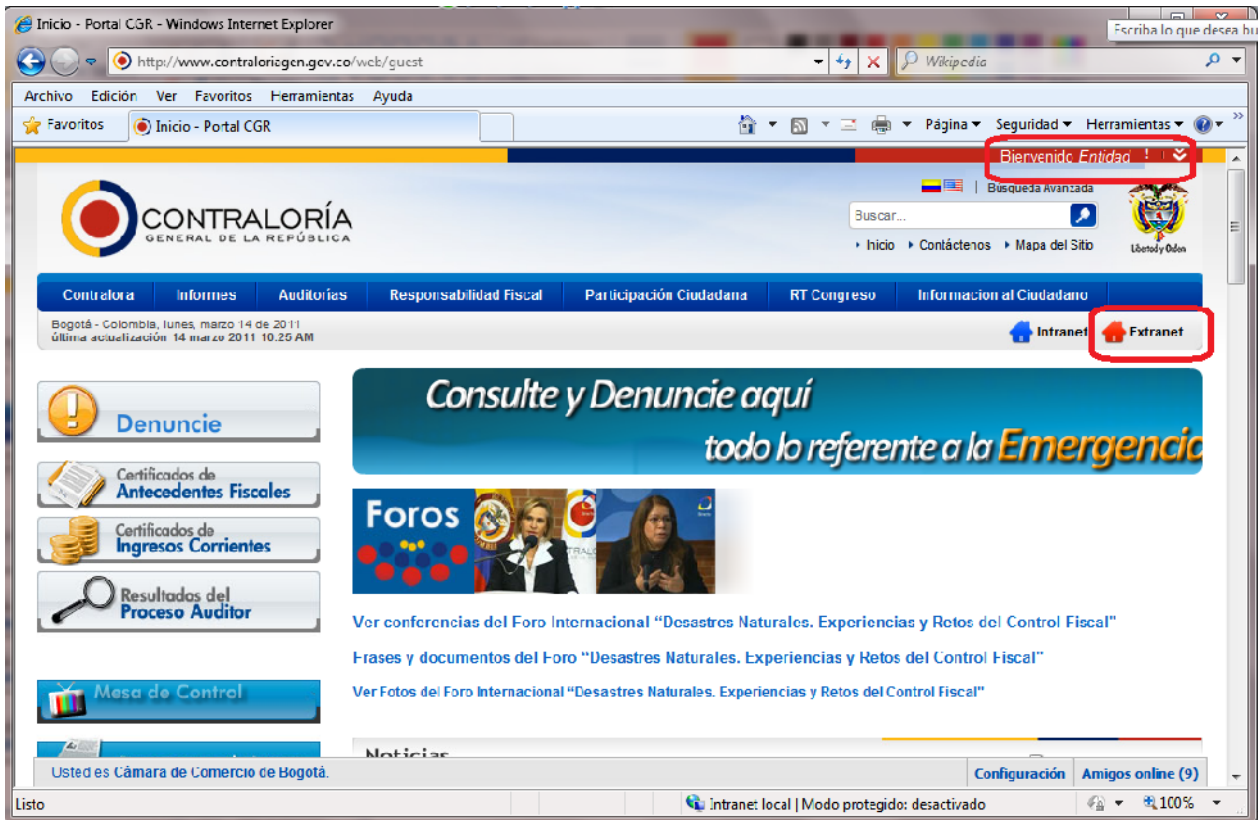 Inicio - Portal CGR - Windows Internet Explorer
Escriba lo que desea bu
http://www.contraloriagen.gov.co/web/guest
Wikipedia
Archivo Edición Ver Favoritos Herramientas Ayuda
Favoritos Inicio - Portal CGR Página Seguridad Herramientas
Bienvenido Entidad !
Búsqueda Avanzada
CONTRALORÍA
GENERAL DE LA REPÚBLICA
Buscar...
Inicio Contáctenos Mapa del Sitio
Libertad y Orden
Contralora Informes Auditorías Responsabilidad Fiscal Participación Ciudadana RT Congreso Informacion al Ciudadano
Bogotá - Colombia, lunes, marzo 14 de 2011
última actualización 14 marzo 2011 10:25 AM
Intranet Extranet
Denuncie
Certificados de
Antecedentes Fiscales
Certificados de
Ingresos Corrientes
Resultados del
Proceso Auditor
Mesa de Control
Consulte y Denuncie aquí
todo lo referente a la Emergencia
Foros
Ver conferencias del Foro Internacional "Desastres Naturales. Experiencias y Retos del Control Fiscal"
Frases y documentos del Foro "Desastres Naturales. Experiencias y Retos del Control Fiscal"
Ver Fotos del Foro Internacional "Desastres Naturales. Experiencias y Retos del Control Fiscal"
Noticias
Usted es Cámara de Comercio de Bogotá.
Configuración Amigos online (9)
Listo Intranet local | Modo protegido: desactivado 100%